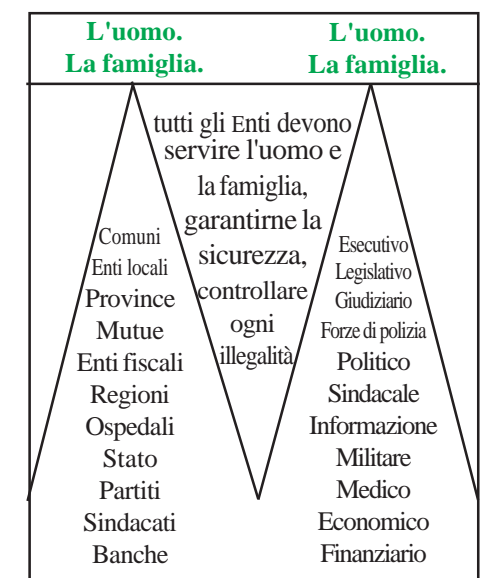 L'uomo.
La famiglia.
L'uomo.
La famiglia.
tutti gli Enti devono
servire l'uomo e
la famiglia,
garantirne la
sicurezza,
controllare
ogni
illegalità
Comuni
Enti locali
Province
Mutue
Enti fiscali
Regioni
Ospedali
Stato
Partiti
Sindacati
Banche
Esecutivo
Legislativo
Giudiziario
Forze di polizia
Politico
Sindacale
Informazione
Militare
Medico
Economico
Finanziario